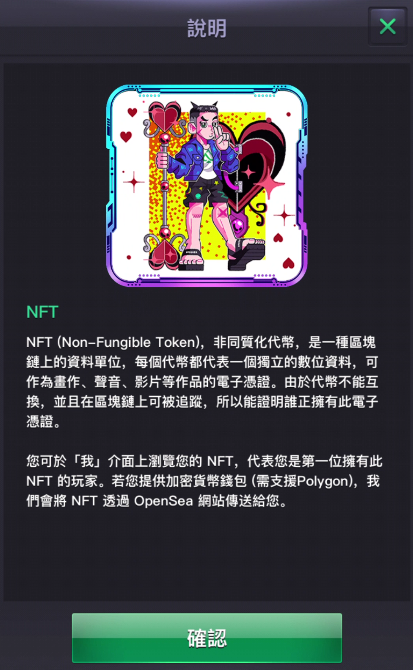 說明
NFT
NFT (Non-Fungible Token)，非同質化代幣，是一種區塊
鏈上的資料單位，每個代幣都代表一個獨立的數位資料，可
作為畫作、聲音、影片等作品的電子憑證。由於代幣不能互
換，並且在區塊鏈上可被追蹤，所以能證明誰正擁有此電子
憑證。
您可於「我」介面上瀏覽您的 NFT，代表您是第一位擁有此
NFT 的玩家。若您提供加密貨幣錢包 (需支援Polygon)，我
們會將 NFT 透過 OpenSea 網站傳送給您。
確認